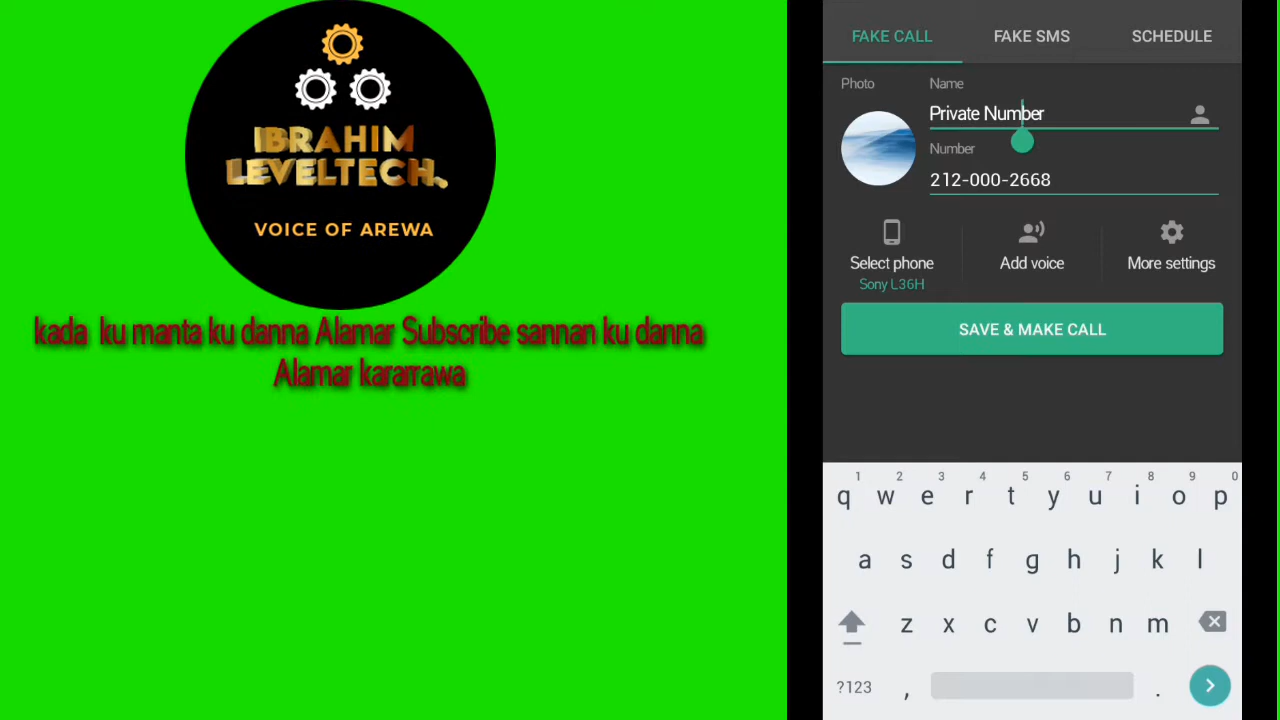 IBRAHIM
LEVELTECH.
VOICE OF AREWA
kada ku manta ku danna Alamar Subscribe sannan ku danna
Alamar kararrawa
FAKE CALL FAKE SMS SCHEDULE
Photo Name
Private Number
Number
212-000-2668
Select phone Add voice More settings
Sony L36H
SAVE & MAKE CALL
1 2 3 4 5 6 7 8 9 0
q w e r t y u i o p
a s d f g h j k l
z x c v b n m
?123 , .